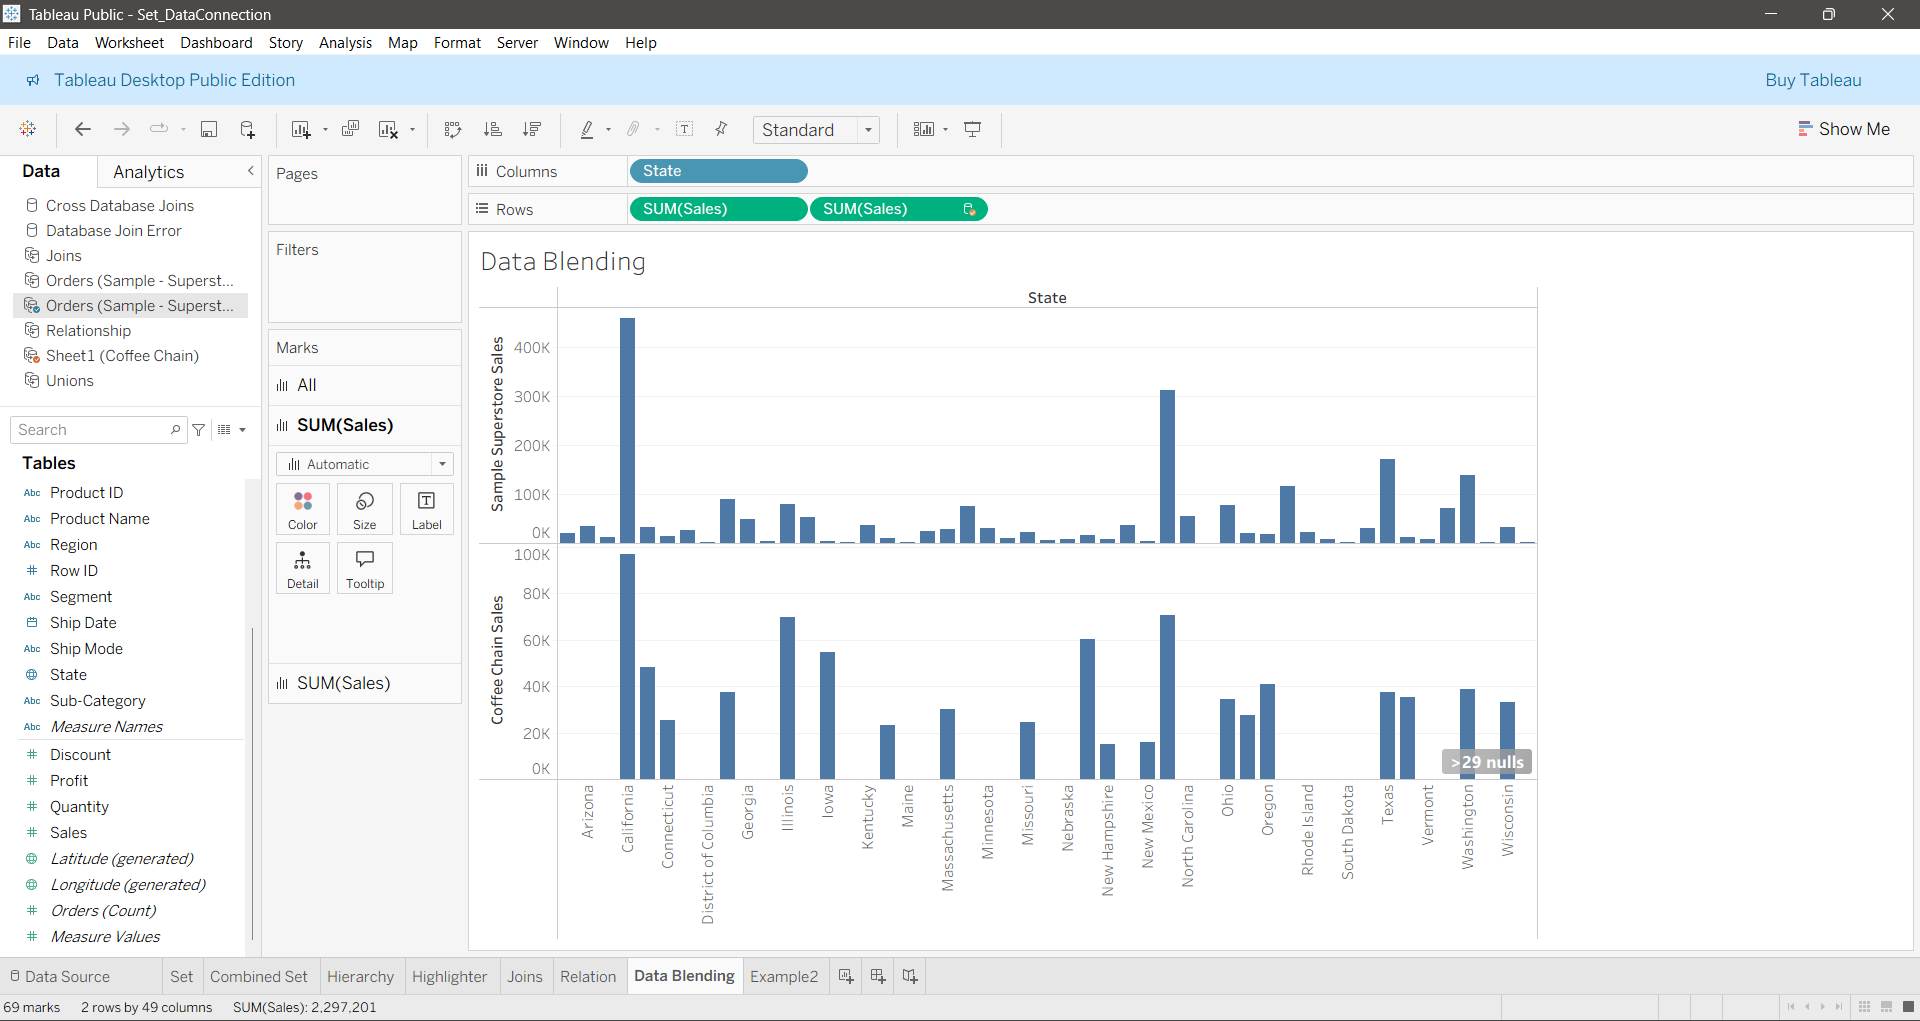 Tableau Public - Set_DataConnection
File Data Worksheet Dashboard Story Analysis Map Format Server Window Help
Tableau Desktop Public Edition
Buy Tableau
Standard
Show Me
Data
Analytics
Cross Database Joins
Database Join Error
Joins
Orders (Sample - Superst...
Orders (Sample - Superst...
Relationship
Sheet1 (Coffee Chain)
Unions
Search
Tables
Abc Product ID
Abc Product Name
Abc Region
# Row ID
Abc Segment
Ship Date
Abc Ship Mode
State
Abc Sub-Category
Abc Measure Names
# Discount
# Profit
# Quantity
# Sales
Latitude (generated)
Longitude (generated)
# Orders (Count)
# Measure Values
Pages
Filters
Marks
All
SUM(Sales)
Automatic
Color
Size
Label
Detail
Tooltip
SUM(Sales)
Columns
State
Rows
SUM(Sales)
SUM(Sales)
Data Blending
State
Sample Superstore Sales
400K
300K
200K
100K
0K
Coffee Chain Sales
100K
80K
60K
40K
20K
0K
>29 nulls
Arizona
California
Connecticut
District of Columbia
Georgia
Illinois
Iowa
Kentucky
Maine
Massachusetts
Minnesota
Missouri
Nebraska
New Hampshire
New Mexico
North Carolina
Ohio
Oregon
Rhode Island
South Dakota
Texas
Vermont
Washington
Wisconsin
Data Source
Set
Combined Set
Hierarchy
Highlighter
Joins
Relation
Data Blending
Example2
69 marks
2 rows by 49 columns
SUM(Sales): 2,297,201